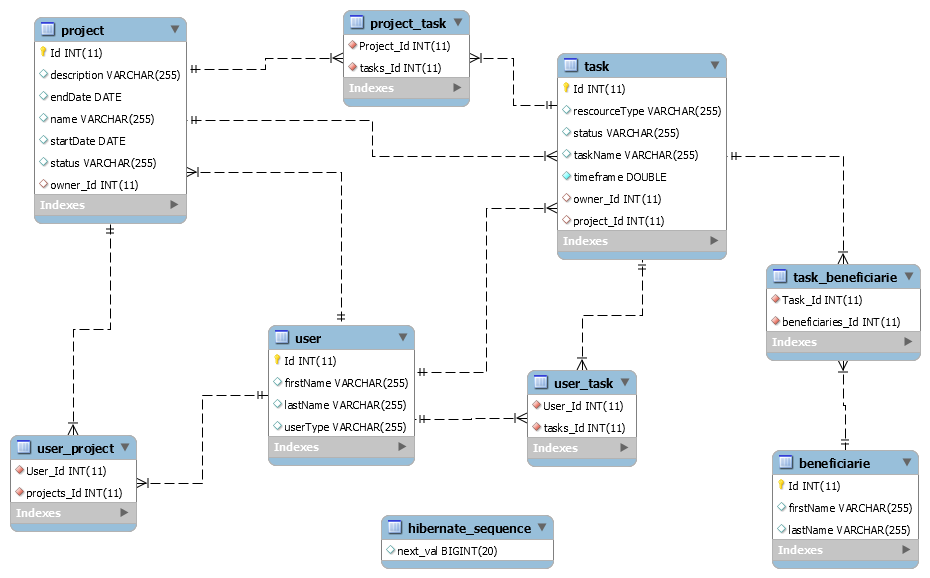 project
Id INT(11)
description VARCHAR(255)
endDate DATE
name VARCHAR(255)
startDate DATE
status VARCHAR(255)
owner_Id INT(11)
Indexes
project_task
Project_Id INT(11)
tasks_Id INT(11)
Indexes
task
Id INT(11)
rescourceType VARCHAR(255)
status VARCHAR(255)
taskName VARCHAR(255)
timeframe DOUBLE
owner_Id INT(11)
project_Id INT(11)
Indexes
task_beneficiarie
Task_Id INT(11)
beneficiaries_Id INT(11)
Indexes
user
Id INT(11)
firstName VARCHAR(255)
lastName VARCHAR(255)
userType VARCHAR(255)
Indexes
user_task
User_Id INT(11)
tasks_Id INT(11)
Indexes
user_project
User_Id INT(11)
projects_Id INT(11)
Indexes
beneficiarie
Id INT(11)
firstName VARCHAR(255)
lastName VARCHAR(255)
Indexes
hibernate_sequence
next_val BIGINT(20)